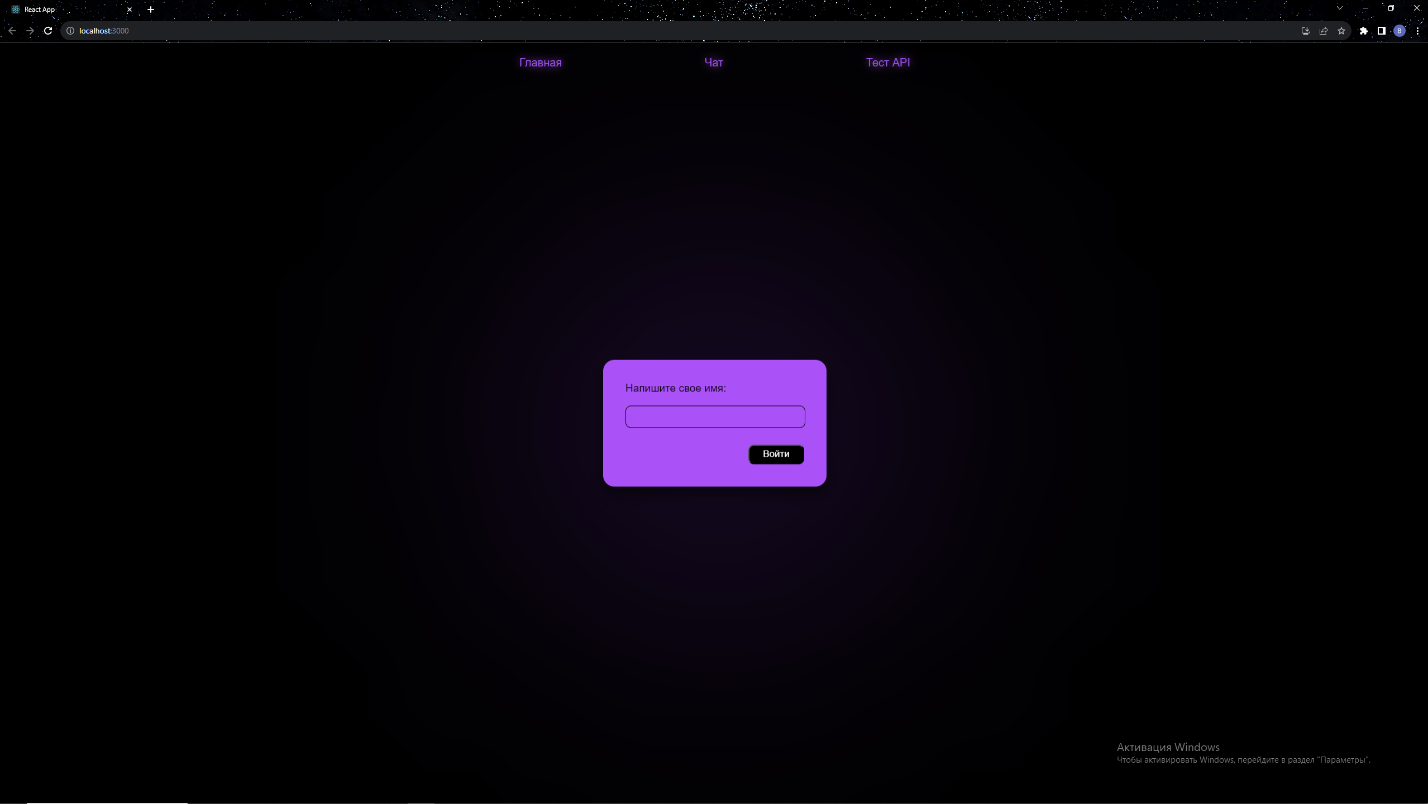 React App
localhost:3000
B
Главная Чат Тест API
Напишите свое имя:
Войти
Активация Windows
Чтобы активировать Windows, перейдите в раздел "Параметры".